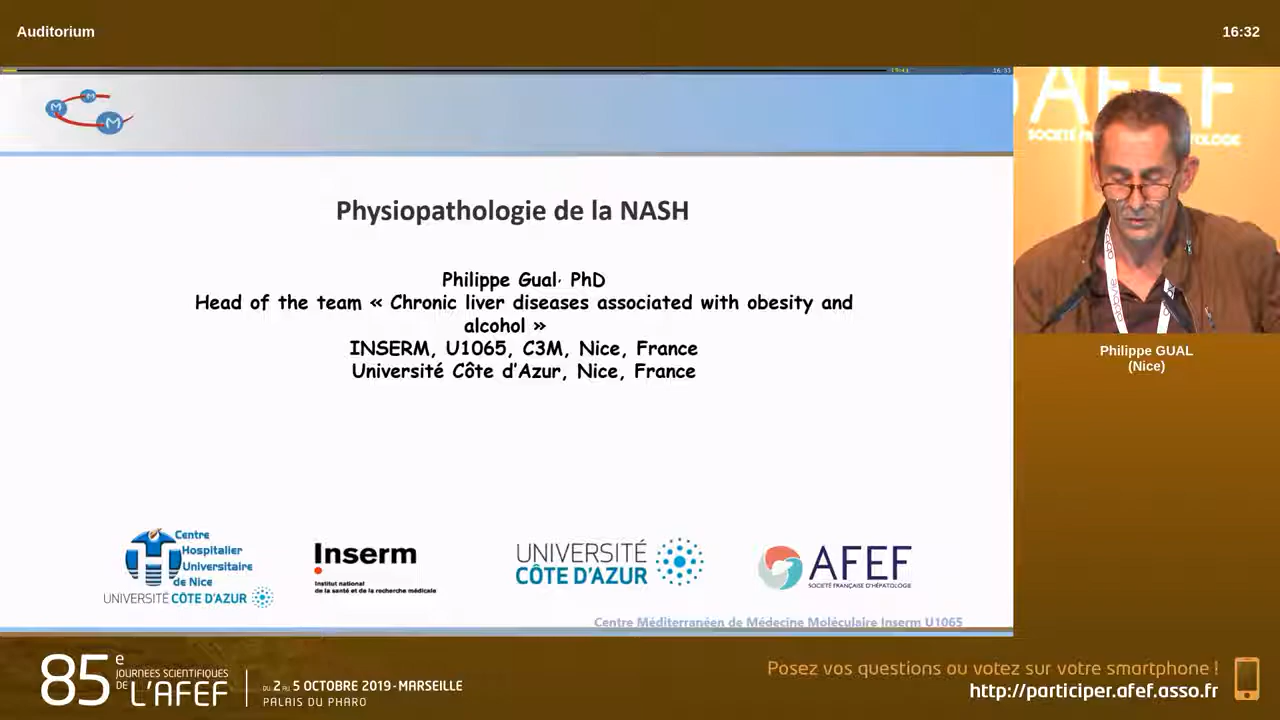 Auditorium
16:32
M
M
M
Physiopathologie de la NASH
Philippe Gual, PhD
Head of the team « Chronic liver diseases associated with obesity and
alcohol »
INSERM, U1065, C3M, Nice, France
Université Côte d'Azur, Nice, France
Centre
Hospitalier
Universitaire
de Nice
UNIVERSITÉ CÔTE D'AZUR
Inserm
Institut national
de la santé et de la recherche médicale
UNIVERSITÉ
CÔTE D'AZUR
AFEF
SOCIÉTÉ FRANÇAISE D'HÉPATOLOGIE
Centre Méditerranéen de Médecine Moléculaire Inserm U1065
AFEF
Philippe GUAL
(Nice)
85e JOURNÉES SCIENTIFIQUES
DE L'AFEF
DU 2 AU 5 OCTOBRE 2019 - MARSEILLE
PALAIS DU PHARO
Posez vos questions ou votez sur votre smartphone !
http://participer.afef.asso.fr